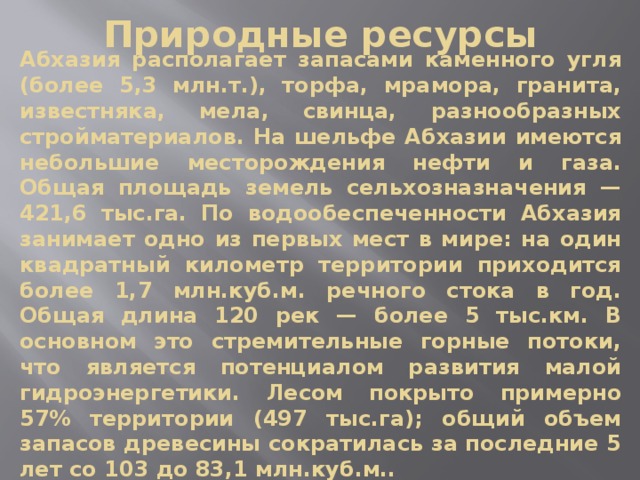 Природные ресурсы
Абхазия располагает запасами каменного угля
(более 5,3 млн.т.), торфа, мрамора, гранита,
известняка, мела, свинца, разнообразных
стройматериалов. На шельфе Абхазии имеются
небольшие месторождения нефти и газа.
Общая площадь земель сельхозназначения —
421,6 тыс.га. По водообеспеченности Абхазия
занимает одно из первых мест в мире: на один
квадратный километр территории приходится
более 1,7 млн.куб.м. речного стока в год.
Общая длина 120 рек — более 5 тыс.км. В
основном это стремительные горные потоки,
что является потенциалом развития малой
гидроэнергетики. Лесом покрыто примерно
57% территории (497 тыс.га); общий объем
запасов древесины сократилась за последние 5
лет со 103 до 83,1 млн.куб.м..